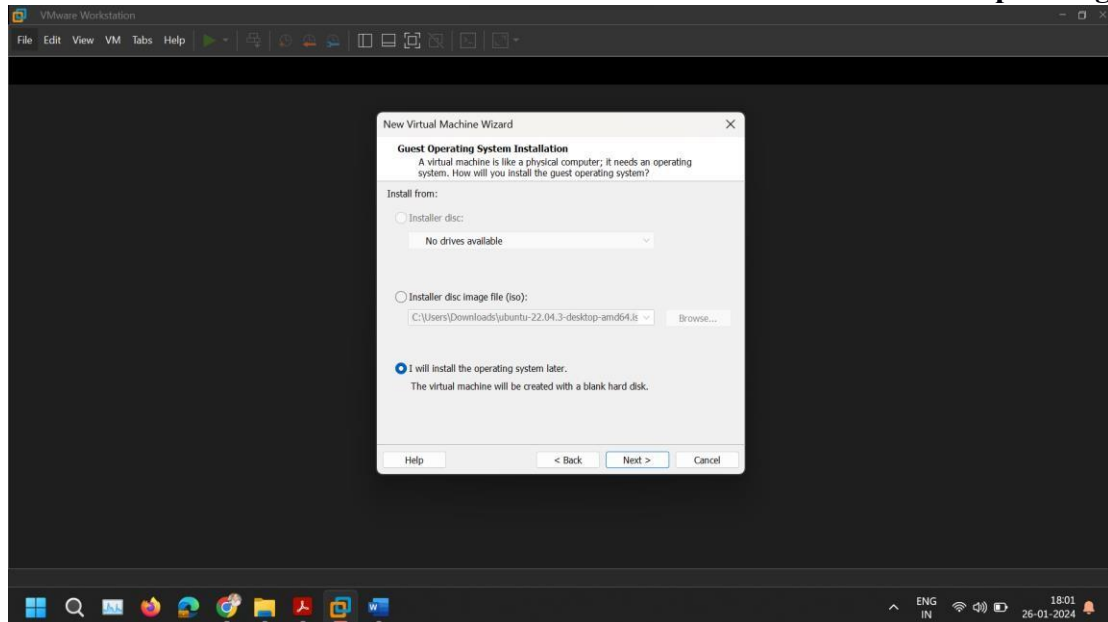 VMware Workstation
File Edit View VM Tabs Help
New Virtual Machine Wizard
Guest Operating System Installation
A virtual machine is like a physical computer; it needs an operating
system. How will you install the guest operating system?
Install from:
Installer disc:
No drives available
Installer disc image file (iso):
C:\Users\Downloads\ubuntu-22.04.3-desktop-amd64.is
Browse...
I will install the operating system later.
The virtual machine will be created with a blank hard disk.
Help < Back Next > Cancel
ENG 18:01
IN 26-01-2024